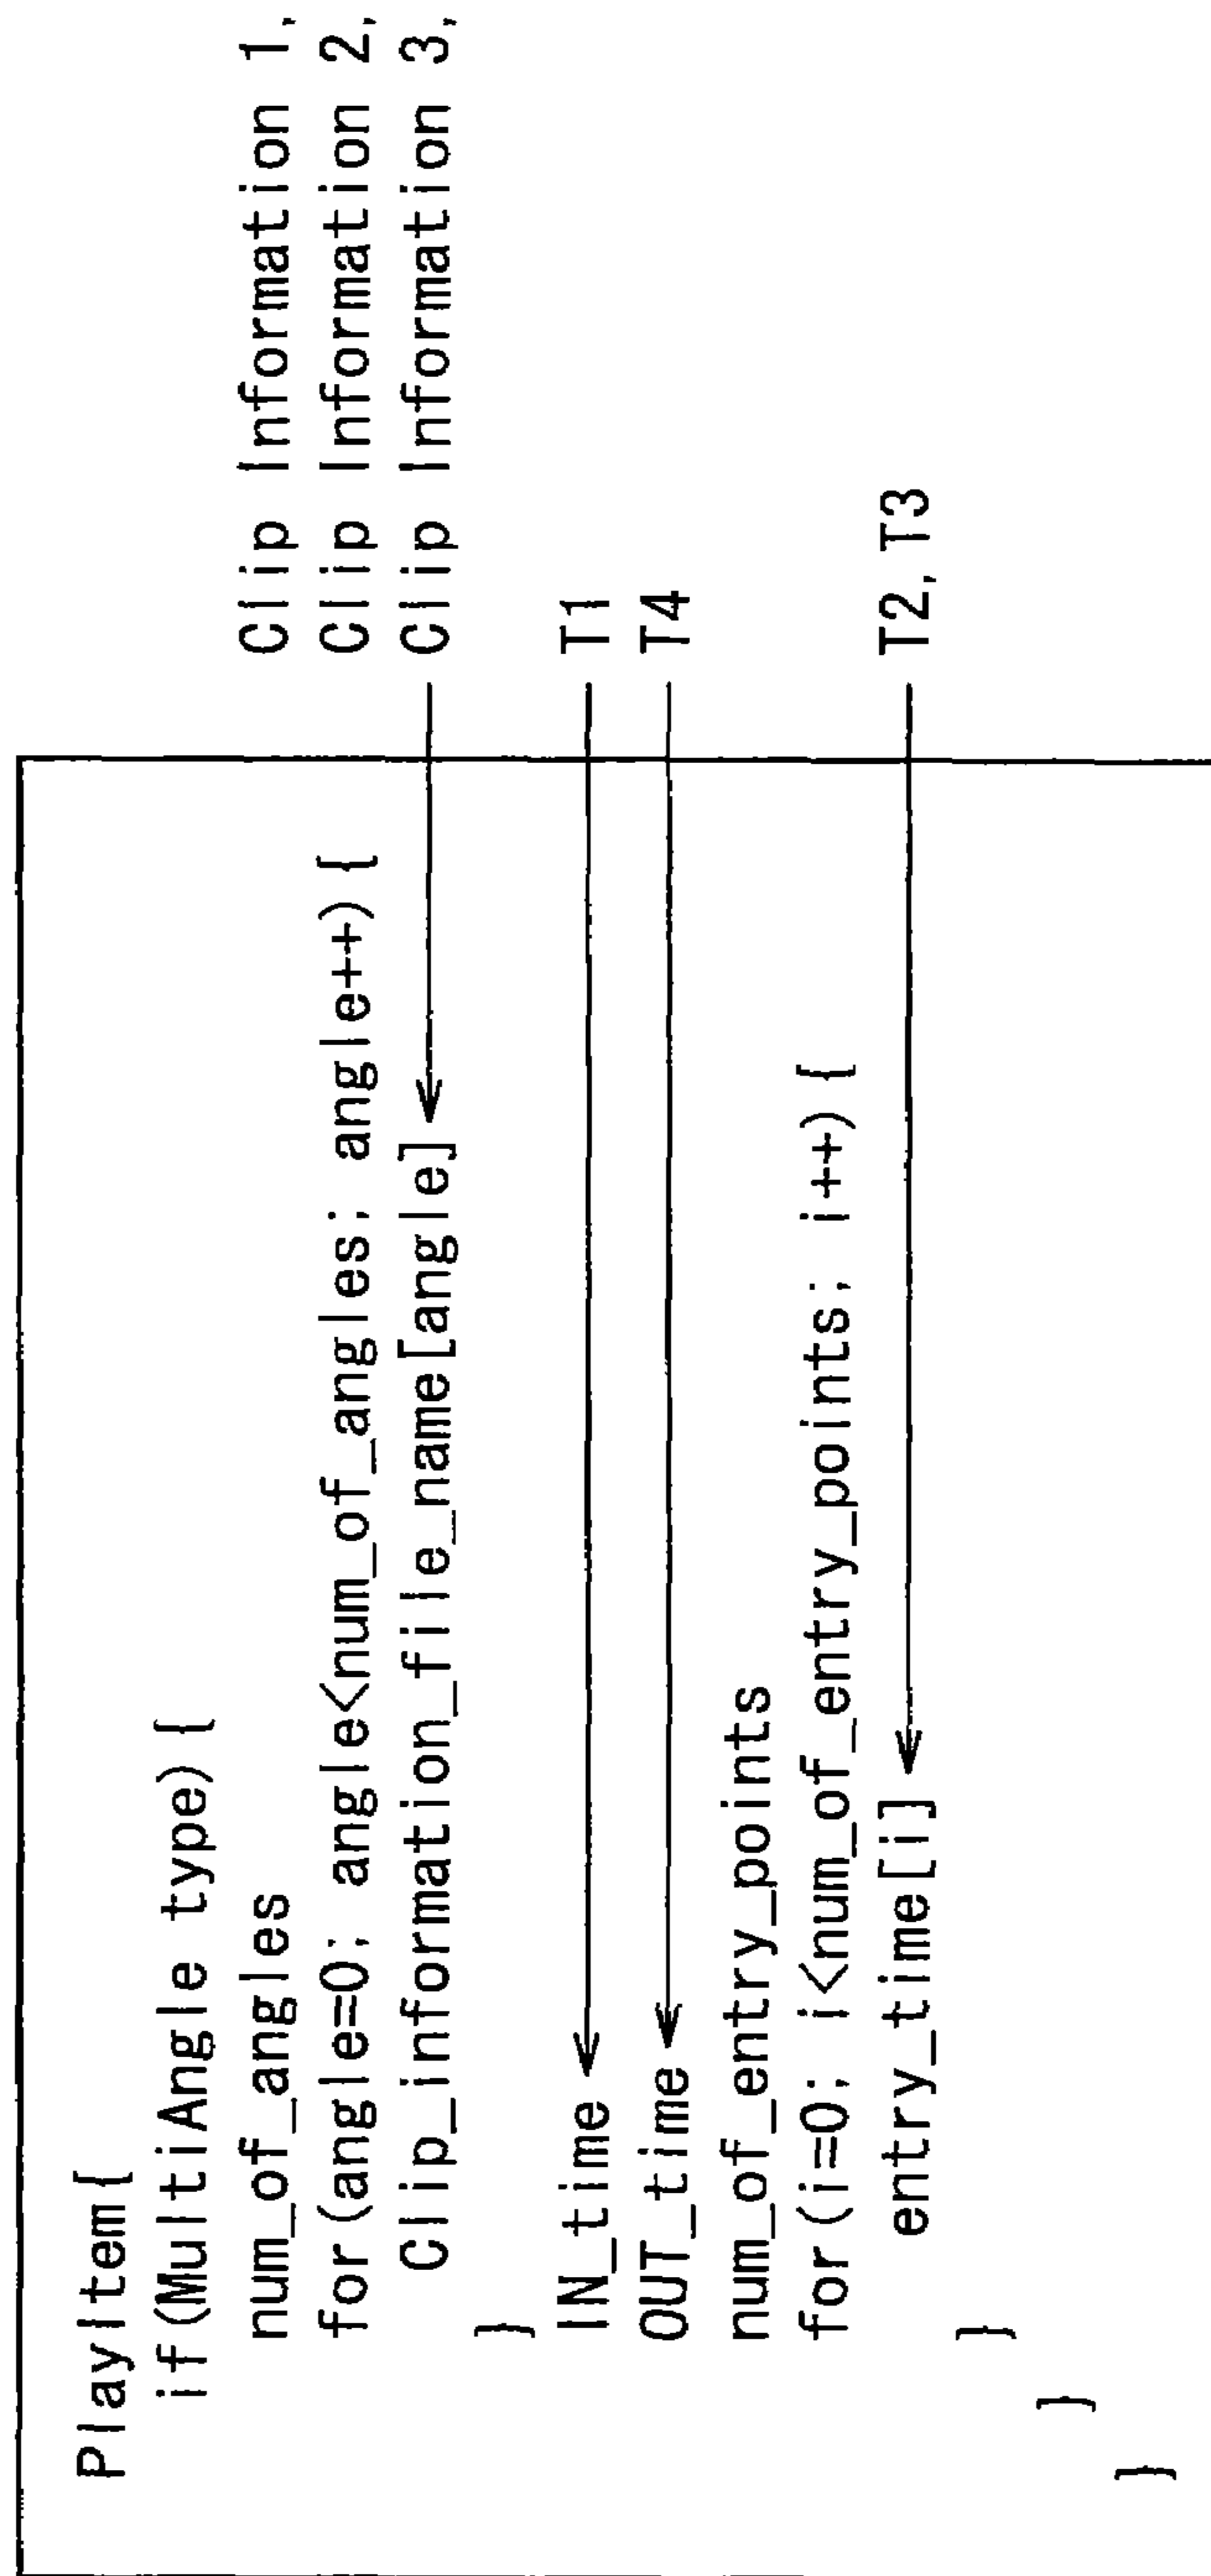 PlayItem{
if(MultiAngle type) {
num_of_angles
for(angle=0; angle<num_of_angles; angle++) {
Clip Information 1,
Clip Information 2,
Clip_information_file_name[angle] Clip Information 3,
}
IN_time T1
OUT_time T4
num_of_entry_points
for(i=0; i<num_of_entry_points; i++) {
entry_time[i] T2, T3
}
}
}